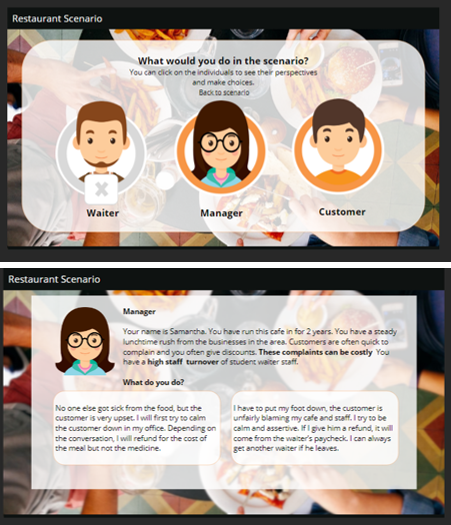 Restaurant Scenario
What would you do in the scenario?
You can click on the individuals to see their perspectives
and make choices.
Back to scenario
Waiter
Manager
Customer
Restaurant Scenario
Manager
Your name is Samantha. You have run this cafe in for 2 years. You have a steady
lunchtime rush from the businesses in the area. Customers are often quick to
complain and you often give discounts. These complaints can be costly You
have a high staff turnover of student waiter staff.
What do you do?
No one else got sick from the food, but the
customer is very upset. I will first try to calm
the customer down in my office. Depending on
the conversation, I will refund for the cost of
the meal but not the medicine.
I have to put my foot down, the customer is
unfairly blaming my cafe and staff. I try to be
calm and assertive. If I give him a refund, it will
come from the waiter's paycheck. I can always
get another waiter if he leaves.